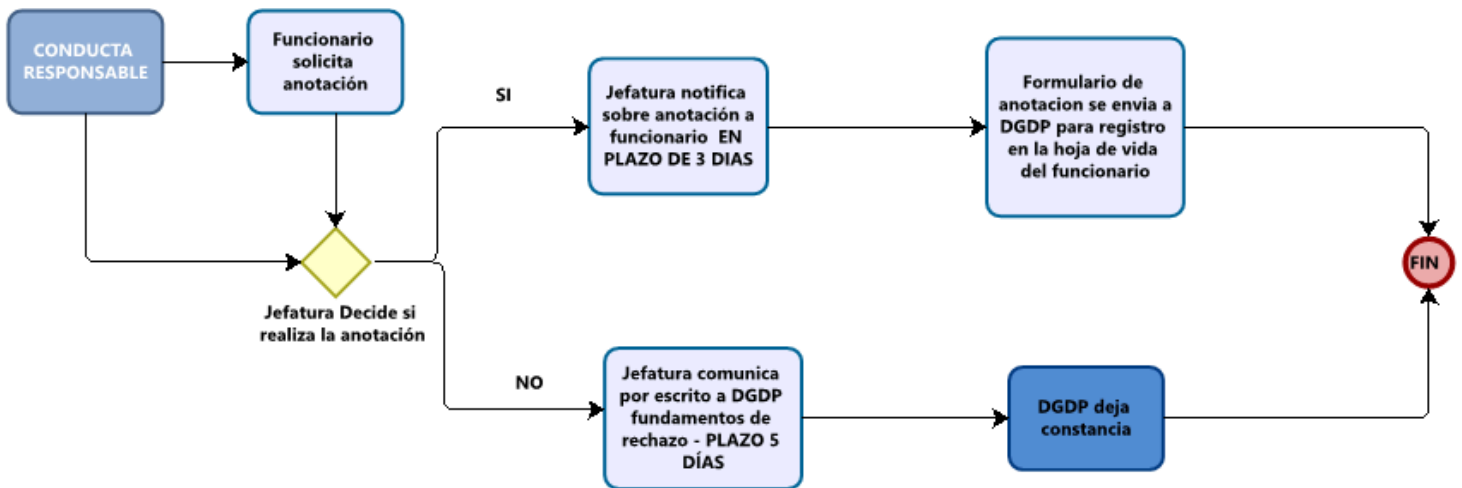 CONDUCTA
RESPONSABLE
Funcionario
solicita
anotación
SI
Jefatura notifica
sobre anotación a
funcionario EN
PLAZO DE 3 DIAS
Formulario de
anotacion se envia a
DGDP para registro
en la hoja de vida
del funcionario
FIN
Jefatura Decide si
realiza la anotación
NO
Jefatura comunica
por escrito a DGDP
fundamentos de
rechazo - PLAZO 5
DÍAS
DGDP deja
constancia